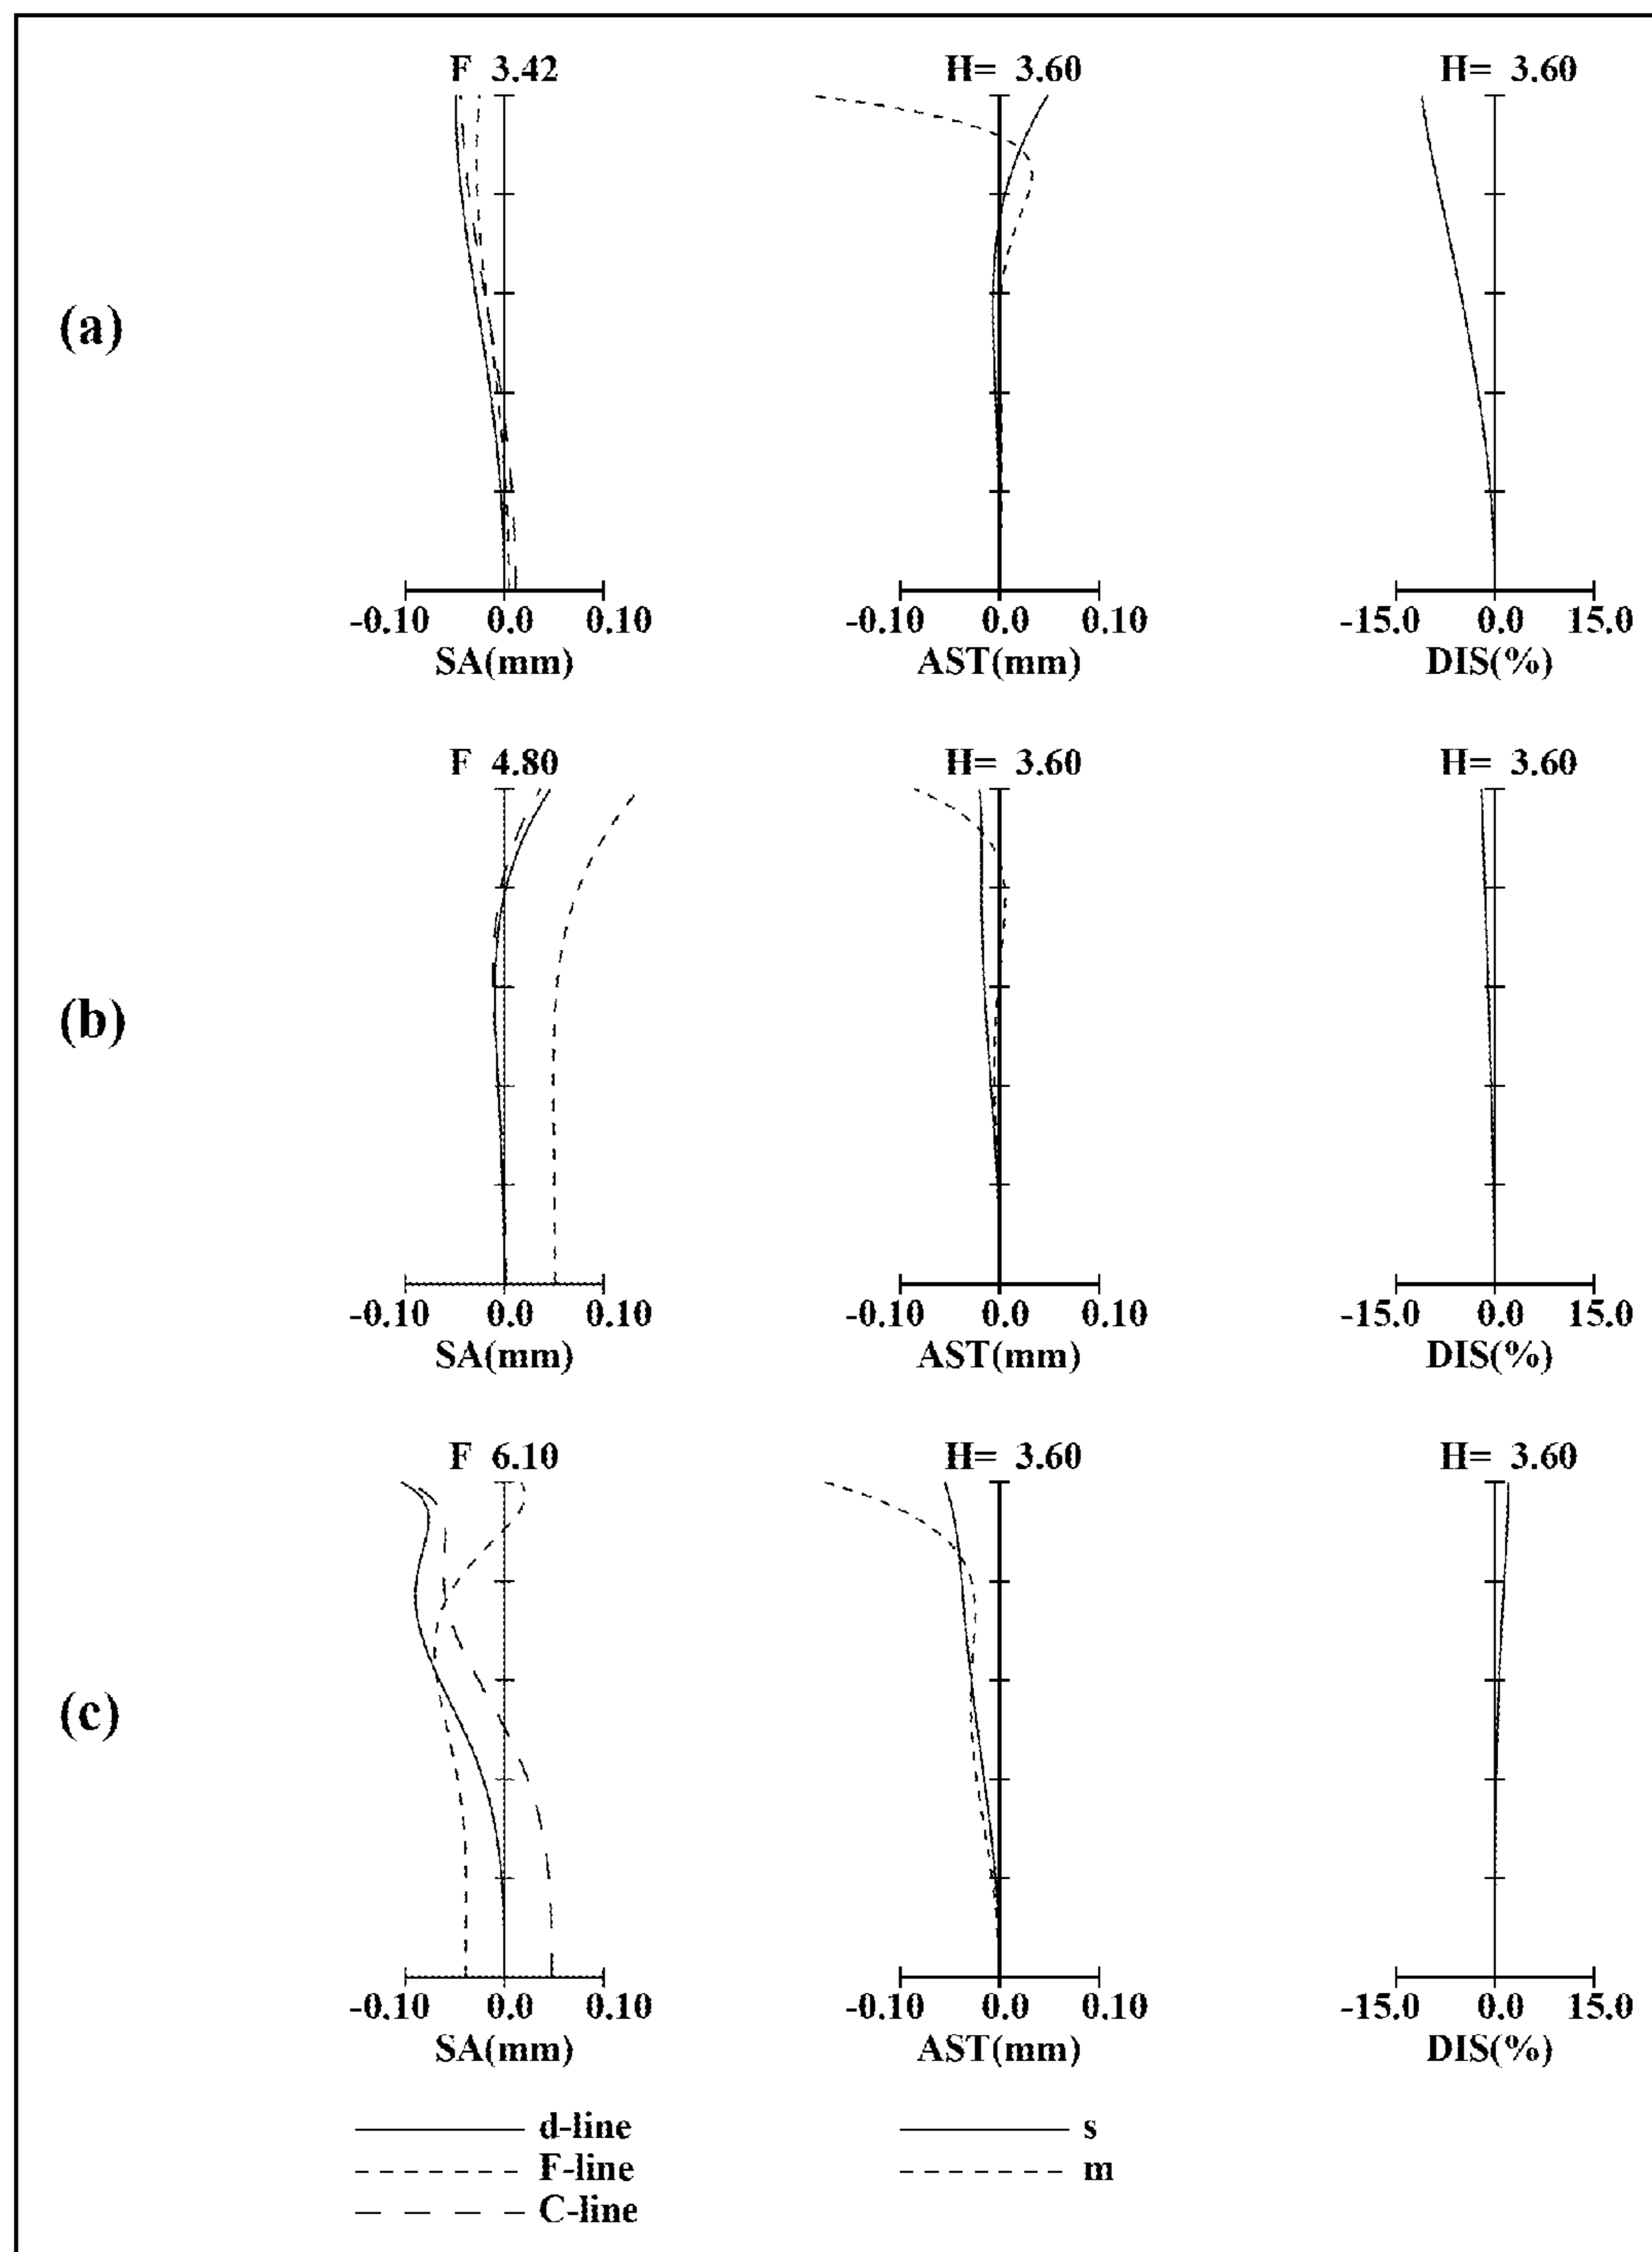 F 3.42 H= 3.60 H= 3.60
(a)
-0.10 0.0 0.10 -0.10 0.0 0.10 -15.0 0.0 15.0
SA(mm) AST(mm) DIS(%)
F 4.80 H= 3.60 H= 3.60
(b)
-0.10 0.0 0.10 -0.10 0.0 0.10 -15.0 0.0 15.0
SA(mm) AST(mm) DIS(%)
F 6.10 H= 3.60 H= 3.60
(c)
-0.10 0.0 0.10 -0.10 0.0 0.10 -15.0 0.0 15.0
SA(mm) AST(mm) DIS(%)
d-line s
F-line m
C-line